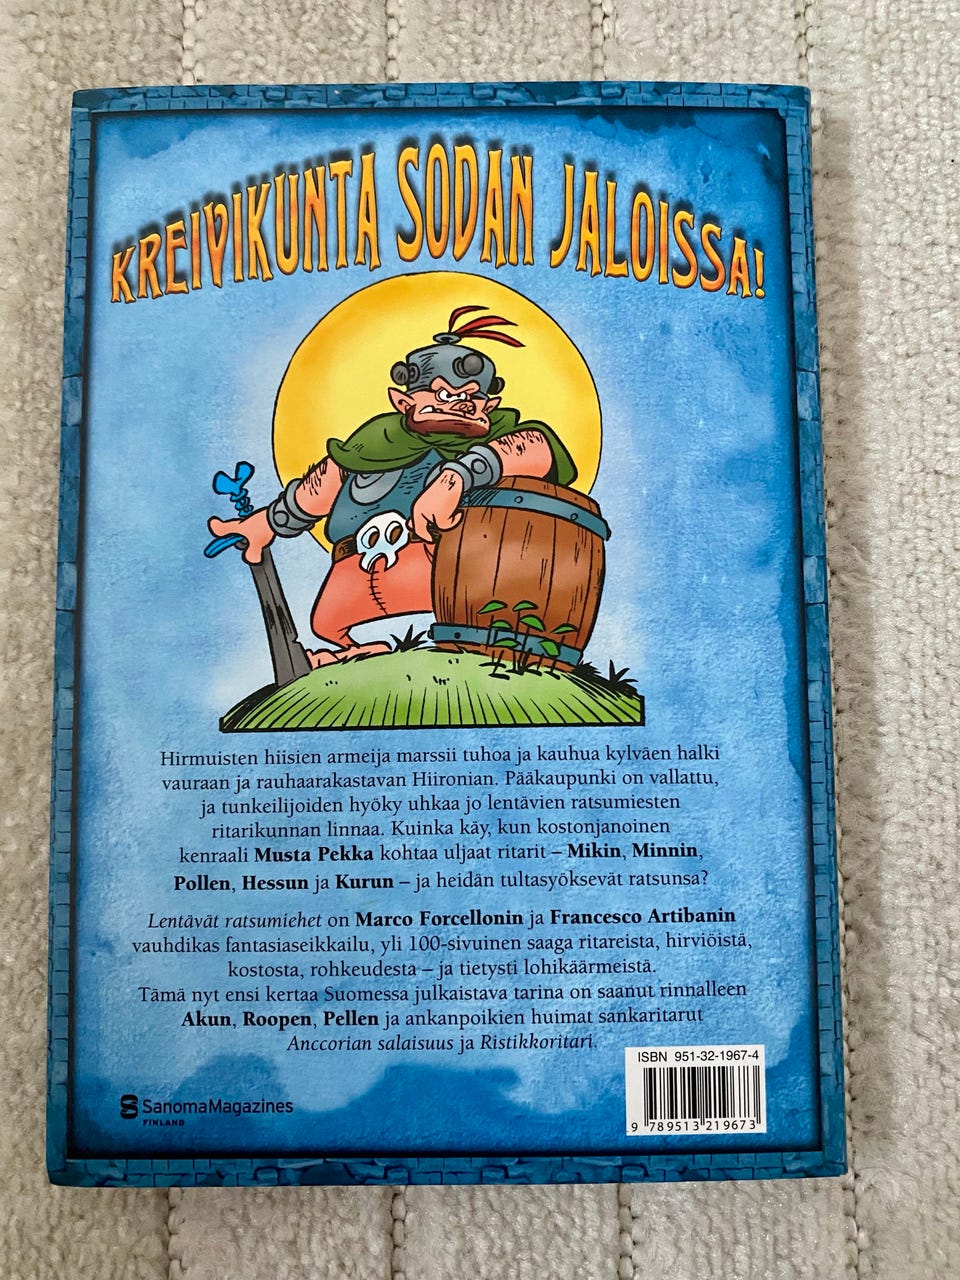 KREIVIKUNTA SODAN JALOISSA!
Hirmuisten hiisien armeija marssii tuhoa ja kauhua kylväen halki
vauraan ja rauhaarakastavan Hiironian. Pääkaupunki on vallattu,
ja tunkeilijoiden hyöky uhkaa jo lentävien ratsumiesten
ritarikunnan linnaa. Kuinka käy, kun kostonjanoinen
kenraali Musta Pekka kohtaa uljaat ritarit – Mikin, Minnin,
Pollen, Hessun ja Kurun – ja heidän tultasyöksevät ratsunsa?
Lentävät ratsumiehet on Marco Forcellonin ja Francesco Artibanin
vauhdikas fantasiaseikkailu, yli 100-sivuinen saaga ritareista, hirviöistä,
kostosta, rohkeudesta – ja tietysti lohikäärmeistä.
Tämä nyt ensi kertaa Suomessa julkaistava tarina on saanut rinnalleen
Akun, Roopen, Pellen ja ankanpoikien huimat sankaritarut
Anccorian salaisuus ja Ristikkoritari.
ISBN 951-32-1967-4
9 789513 219673
SanomaMagazines
FINLAND